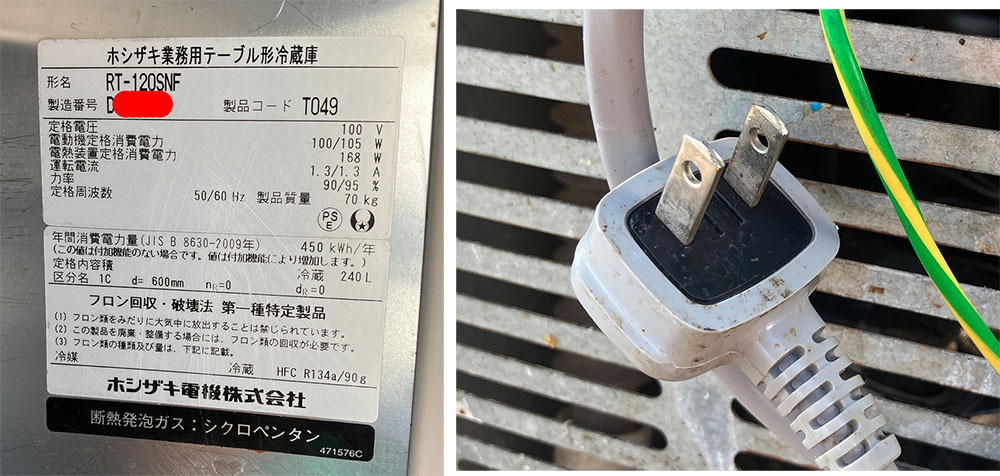 ホシザキ業務用テーブル形冷蔵庫
形名 RT-120SNF
製造番号 D 製品コード T049
定格電圧 100 V
電動機定格消費電力 100/105 W
電熱装置定格消費電力 168 W
運転電流 1.3/1.3 A
力率 90/95 %
定格周波数 50/60 Hz 製品質量 70 kg
PS
E
年間消費電力量(JIS B 8630-2009年) 450 kWh/年
(この値は付加機能のない場合です。値は付加機能により増加します。)
定格内容積 冷蔵 240 L
区分名 1C d= 600mm nR=0 dR=0
フロン回収・破壊法 第一種特定製品
(1) フロン類をみだりに大気中に放出することは禁じられています。
(2) この製品を廃棄・整備する場合には、フロン類の回収が必要です。
(3) フロン類の種類及び量は、下記に記載。
冷媒
冷蔵 HFC R134a/90g
ホシザキ電機株式会社
断熱発泡ガス:シクロペンタン
471576C